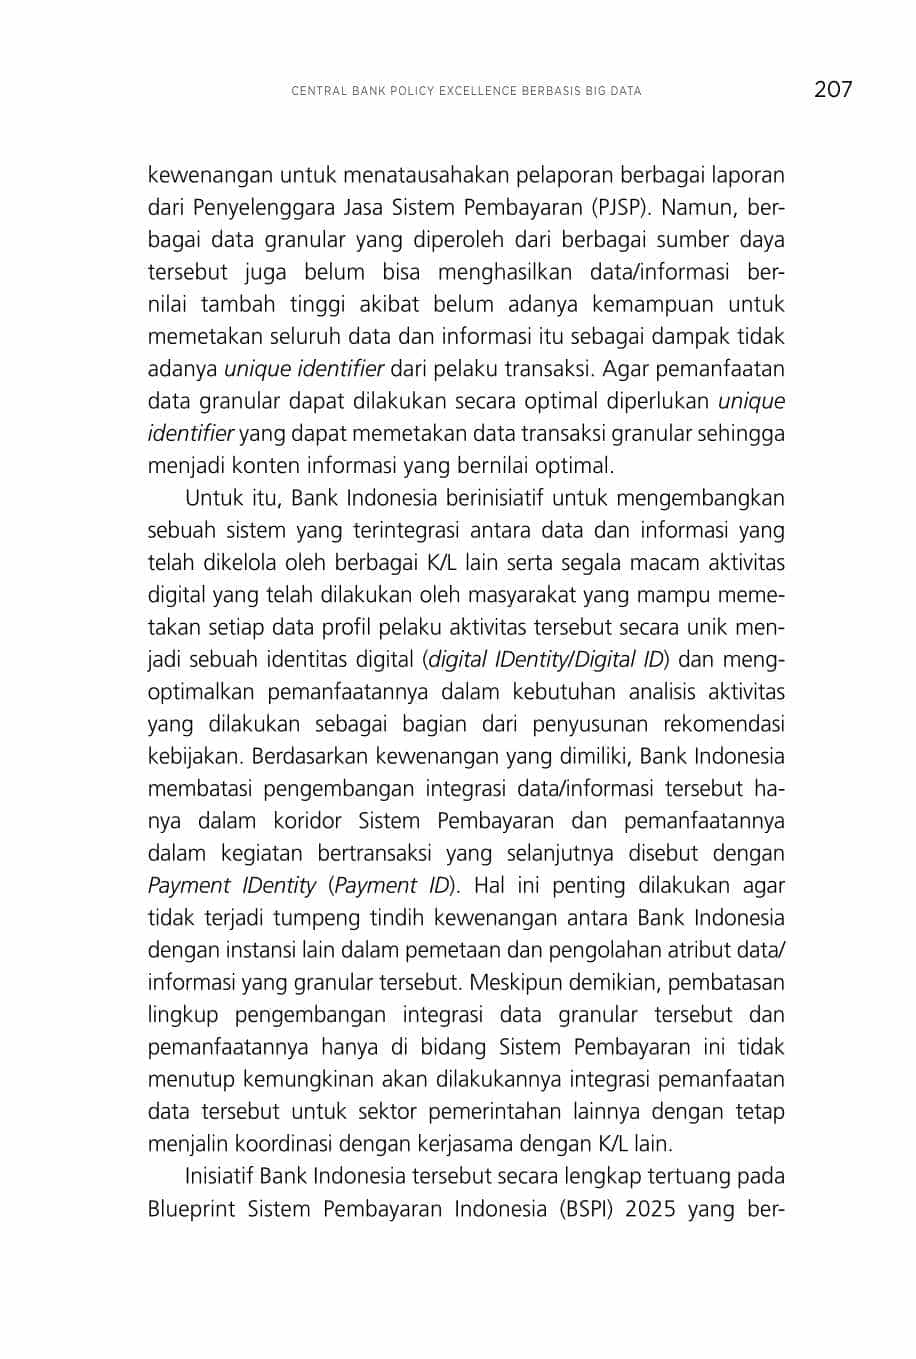 CENTRAL BANK POLICY EXCELLENCE BERBASIS BIG DATA 207
kewenangan untuk menatausahakan pelaporan berbagai laporan
dari Penyelenggara Jasa Sistem Pembayaran (PJSP). Namun, ber-
bagai data granular yang diperoleh dari berbagai sumber daya
tersebut juga belum bisa menghasilkan data/informasi ber-
nilai tambah tinggi akibat belum adanya kemampuan untuk
memetakan seluruh data dan informasi itu sebagai dampak tidak
adanya unique identifier dari pelaku transaksi. Agar pemanfaatan
data granular dapat dilakukan secara optimal diperlukan unique
identifier yang dapat memetakan data transaksi granular sehingga
menjadi konten informasi yang bernilai optimal.
Untuk itu, Bank Indonesia berinisiatif untuk mengembangkan
sebuah sistem yang terintegrasi antara data dan informasi yang
telah dikelola oleh berbagai K/L lain serta segala macam aktivitas
digital yang telah dilakukan oleh masyarakat yang mampu meme-
takan setiap data profil pelaku aktivitas tersebut secara unik men-
jadi sebuah identitas digital (digital IDentity/Digital ID) dan meng-
optimalkan pemanfaatannya dalam kebutuhan analisis aktivitas
yang dilakukan sebagai bagian dari penyusunan rekomendasi
kebijakan. Berdasarkan kewenangan yang dimiliki, Bank Indonesia
membatasi pengembangan integrasi data/informasi tersebut ha-
nya dalam koridor Sistem Pembayaran dan pemanfaatannya
dalam kegiatan bertransaksi yang selanjutnya disebut dengan
Payment IDentity (Payment ID). Hal ini penting dilakukan agar
tidak terjadi tumpeng tindih kewenangan antara Bank Indonesia
dengan instansi lain dalam pemetaan dan pengolahan atribut data/
informasi yang granular tersebut. Meskipun demikian, pembatasan
lingkup pengembangan integrasi data granular tersebut dan
pemanfaatannya hanya di bidang Sistem Pembayaran ini tidak
menutup kemungkinan akan dilakukannya integrasi pemanfaatan
data tersebut untuk sektor pemerintahan lainnya dengan tetap
menjalin koordinasi dengan kerjasama dengan K/L lain.
Inisiatif Bank Indonesia tersebut secara lengkap tertuang pada
Blueprint Sistem Pembayaran Indonesia (BSPI) 2025 yang ber-